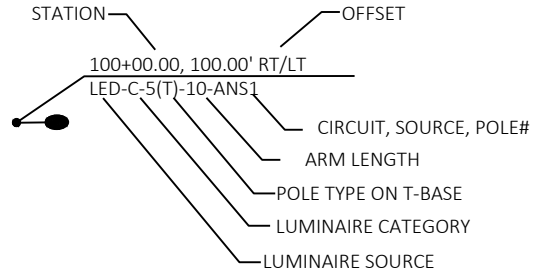 STATION
OFFSET
100+00.00, 100.00' RT/LT
LED-C-5(T)-10-ANS1
CIRCUIT, SOURCE, POLE#
ARM LENGTH
POLE TYPE ON T-BASE
LUMINAIRE CATEGORY
LUMINAIRE SOURCE